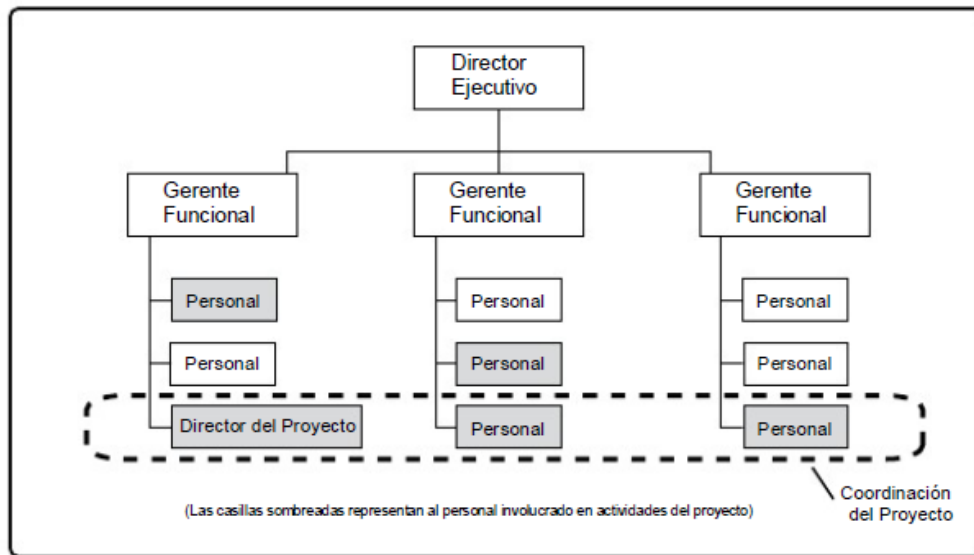 Director
Ejecutivo
Gerente
Funcional
Gerente
Funcional
Gerente
Funcional
Personal
Personal
Personal
Personal
Personal
Personal
Director del Proyecto
Personal
Personal
Coordinación
del Proyecto
(Las casillas sombreadas representan al personal involucrado en actividades del proyecto)